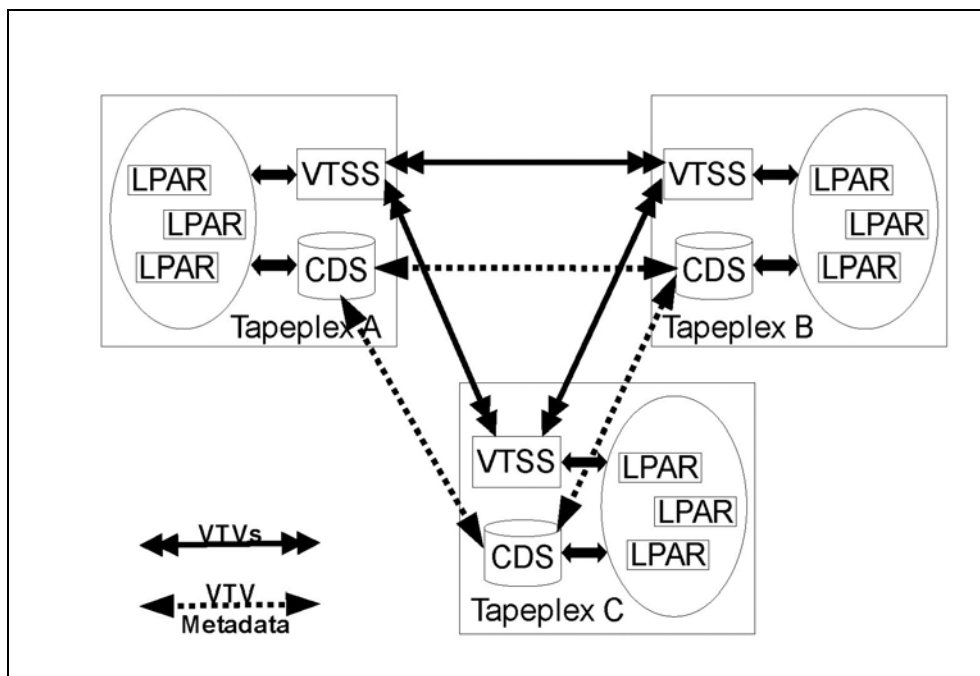 LPAR
LPAR
LPAR
VTSS
CDS
Tapeplex A
VTSS
CDS
LPAR
LPAR
LPAR
Tapeplex B
VTSS
CDS
LPAR
LPAR
LPAR
Tapeplex C
VTVs
VTV
Metadata